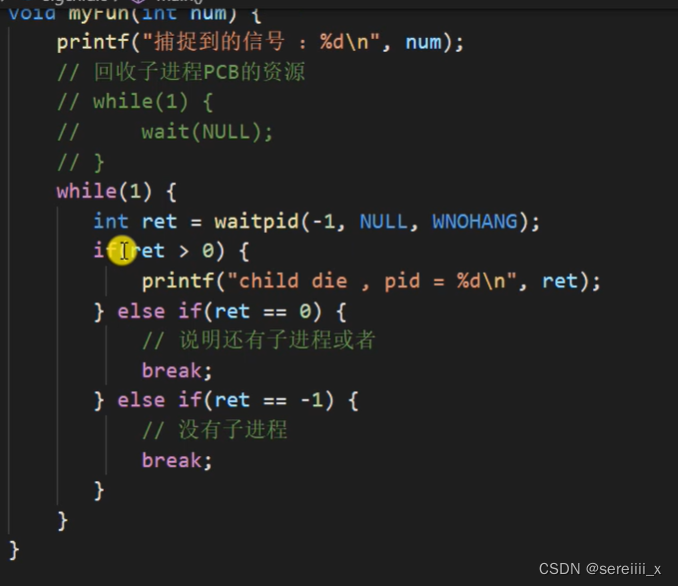 void myFun(int num) {
printf("捕捉到的信号 : %d\n", num);
// 回收子进程PCB的资源
// while(1) {
//     wait(NULL);
// }
while(1) {
int ret = waitpid(-1, NULL, WNOHANG);
if(ret > 0) {
printf("child die , pid = %d\n", ret);
} else if(ret == 0) {
// 说明还有子进程或者
break;
} else if(ret == -1) {
// 没有子进程
break;
}
}
}
CSDN @sereiiii_x